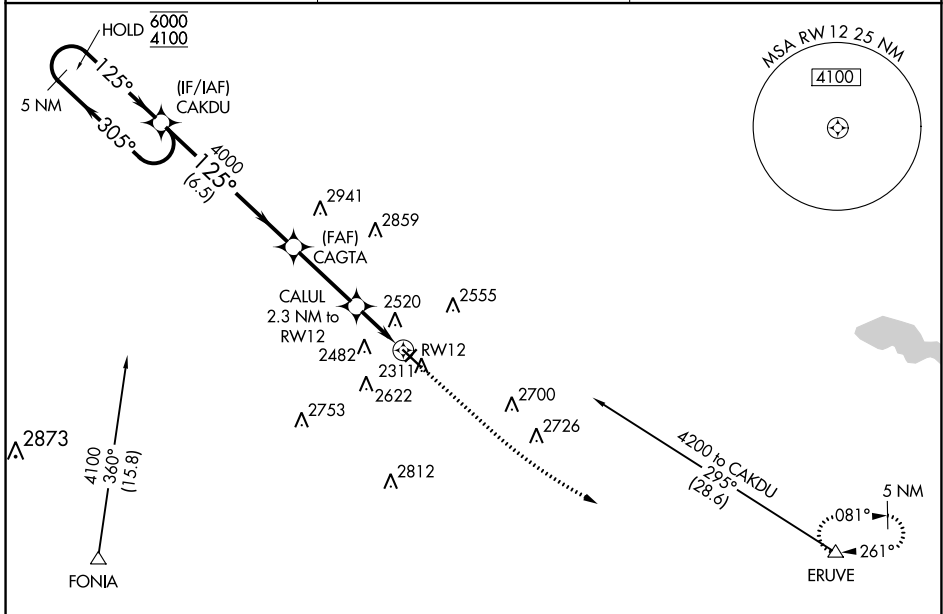 HOLD 6000
4100
MSA RW 12 25 NM
4100
125°
5 NM
305°
(IF/IAF)
CAKDU
4000
125°
(6.5)
2941
2859
(FAF)
CAGTA
CALUL
2.3 NM to
RW12
2520
2555
2482
RW12
2311
2622
2753
2700
2726
2873
2812
4100
360°
(15.8)
FONIA
4200 to CAKDU
295°
(28.6)
5 NM
081°
261°
ERUVE